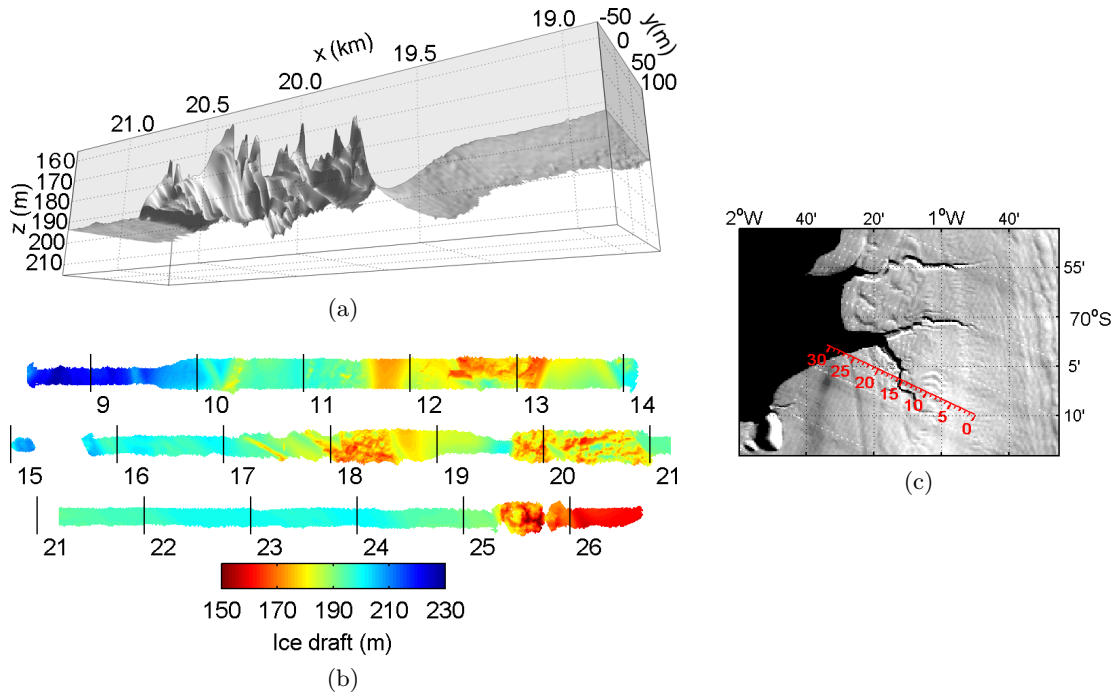 19.0
-50
0
50
100
y(m)
19.5
x (km)
20.0
20.5
21.0
160
170
180
190
200
210
z (m)
(a)
9 10 11 12 13 14
15 16 17 18 19 20 21
21 22 23 24 25 26
150 170 190 210 230
Ice draft (m)
(b)
2°W 40' 20' 1°W 40'
55'
70°S
5'
10'
30
25
20
15
10
5
0
(c)